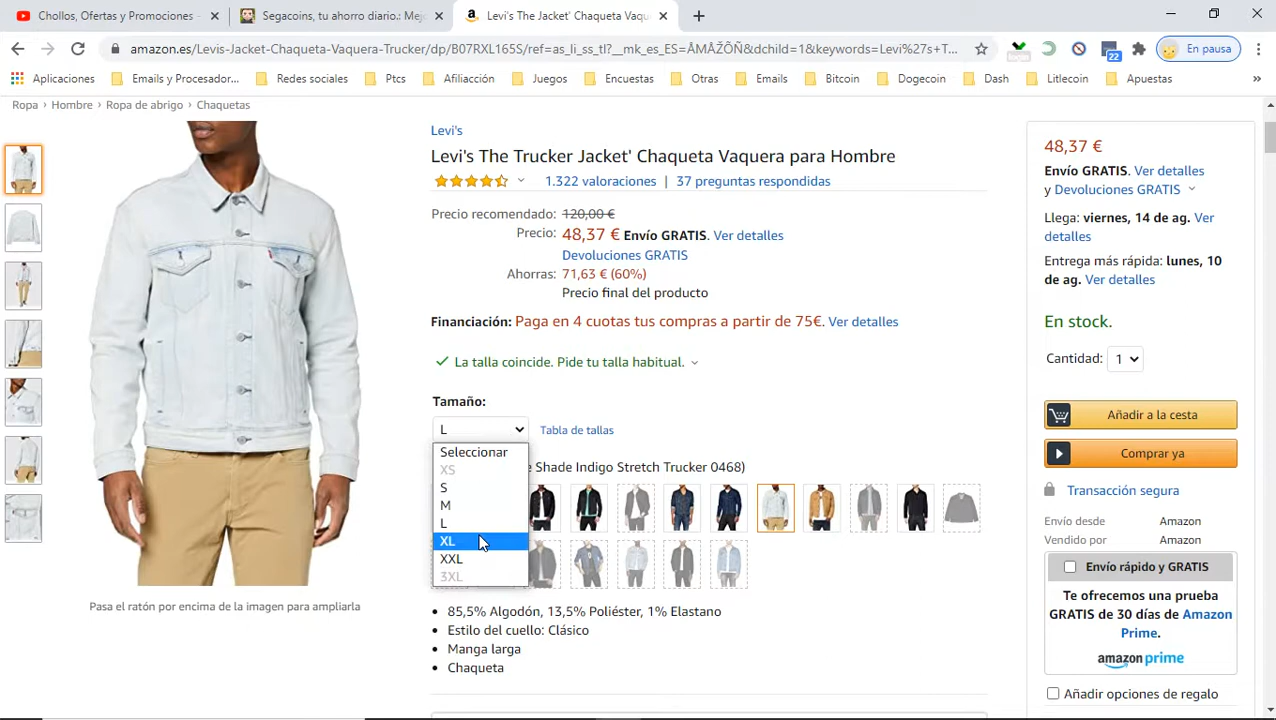 Chollos, Ofertas y Promociones -
Segacoins, tu ahorro diario.: Mejo
Levi's The Jacket' Chaqueta Vaqu
amazon.es/Levis-Jacket-Chaqueta-Vaquera-Trucker/dp/B07RXL165S/ref=as_li_ss_tl?__mk_es_ES=ÅMÅŽÕÑ&dchild=1&keywords=Levi%27s+T...
22
En pausa
Aplicaciones
Emails y Procesador...
Redes sociales
Ptcs
Afiliacción
Juegos
Encuestas
Otras
Emails
Bitcoin
Dogecoin
Dash
Litlecoin
Apuestas
»
Ropa › Hombre › Ropa de abrigo › Chaquetas
Pasa el ratón por encima de la imagen para ampliarla
Levi's
Levi's The Trucker Jacket' Chaqueta Vaquera para Hombre
1.322 valoraciones | 37 preguntas respondidas
Precio recomendado: 120,00 €
Precio: 48,37 € Envío GRATIS. Ver detalles
Devoluciones GRATIS
Ahorras: 71,63 € (60%)
Precio final del producto
Financiación: Paga en 4 cuotas tus compras a partir de 75€. Ver detalles
La talla coincide. Pide tu talla habitual.
Tamaño:
L
Tabla de tallas
Seleccionar
XS
S
M
L
XL
XXL
3XL
e Shade Indigo Stretch Trucker 0468)
• 85,5% Algodón, 13,5% Poliéster, 1% Elastano
• Estilo del cuello: Clásico
• Manga larga
• Chaqueta
48,37 €
Envío GRATIS. Ver detalles
y Devoluciones GRATIS
Llega: viernes, 14 de ag. Ver
detalles
Entrega más rápida: lunes, 10
de ag. Ver detalles
En stock.
Cantidad: 1
Añadir a la cesta
Comprar ya
Transacción segura
Envío desde Amazon
Vendido por Amazon
Envío rápido y GRATIS
Te ofrecemos una prueba
GRATIS de 30 días de Amazon
Prime.
amazon prime
Añadir opciones de regalo